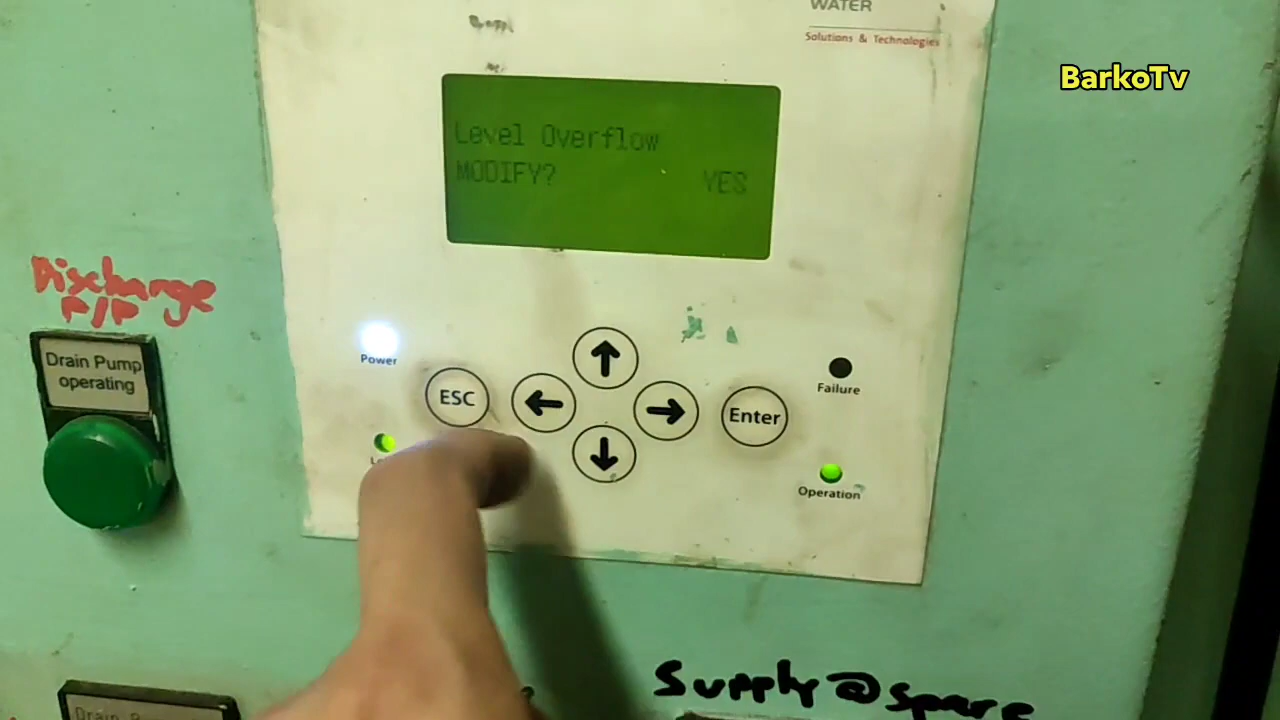 WATER
Solutions & Technologies
BarkoTv
Level Overflow
MODIFY? YES
Discharge
P/P
Drain Pump
operating
Power
ESC
Enter
Failure
Operation
Supply @ spare
Drain